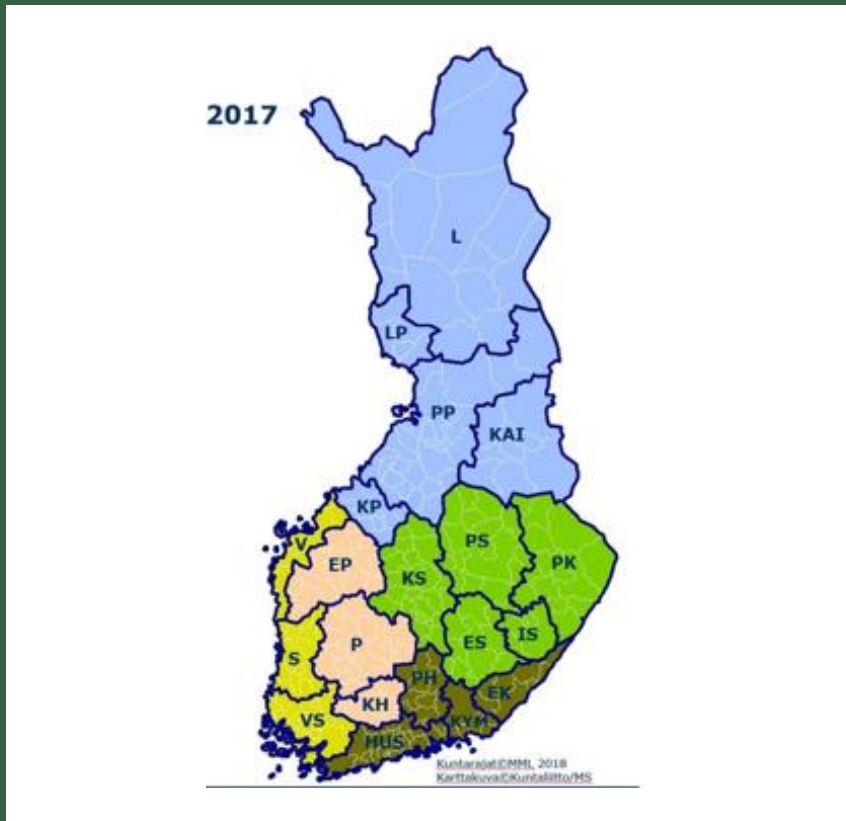 2017
L
LP
PP
KAI
KP
V
EP
KS
PS
PK
S
P
ES
IS
PH
EK
KH
VS
KYM
HUS
Kuntarajat©MML 2018
Karttakuva©Kuntaliitto/MS